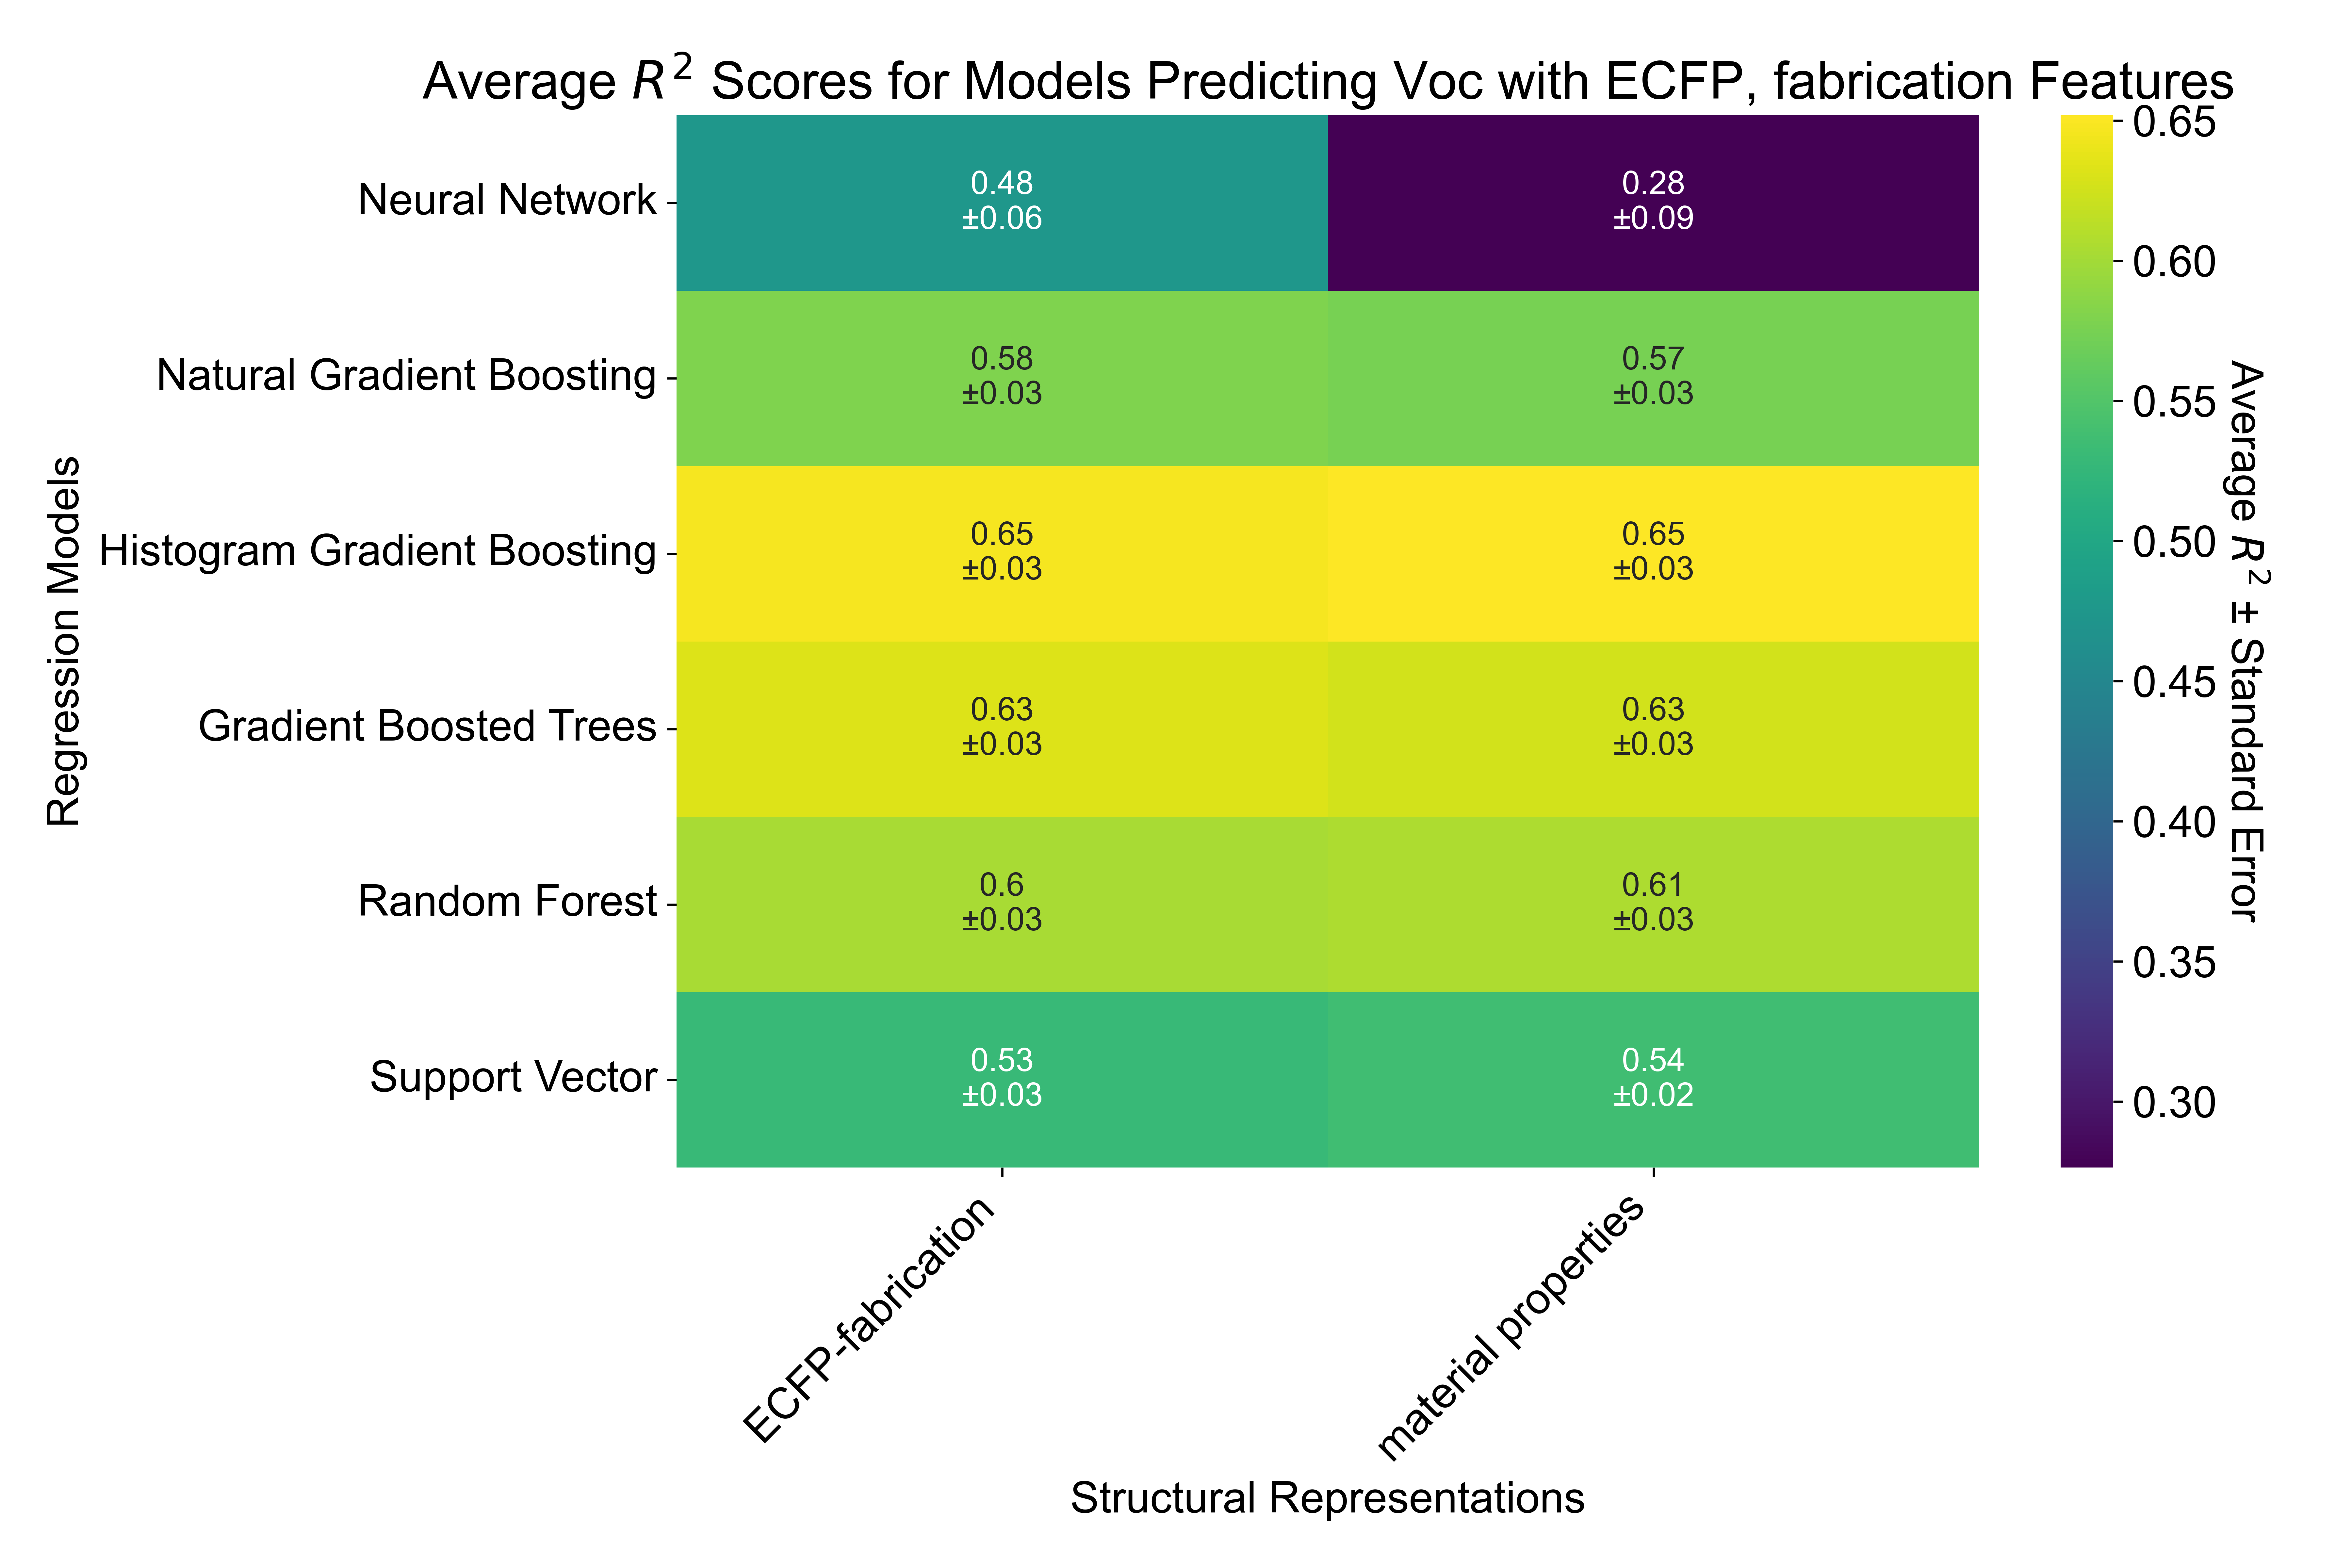 Average R² Scores for Models Predicting Voc with ECFP, fabrication Features
Regression Models
Neural Network
0.48
±0.06
0.28
±0.09
Natural Gradient Boosting
0.58
±0.03
0.57
±0.03
Histogram Gradient Boosting
0.65
±0.03
0.65
±0.03
Gradient Boosted Trees
0.63
±0.03
0.63
±0.03
Random Forest
0.6
±0.03
0.61
±0.03
Support Vector
0.53
±0.03
0.54
±0.02
ECFP-fabrication
material properties
Structural Representations
0.65
0.60
0.55
0.50
0.45
0.40
0.35
0.30
Average R² ± Standard Error